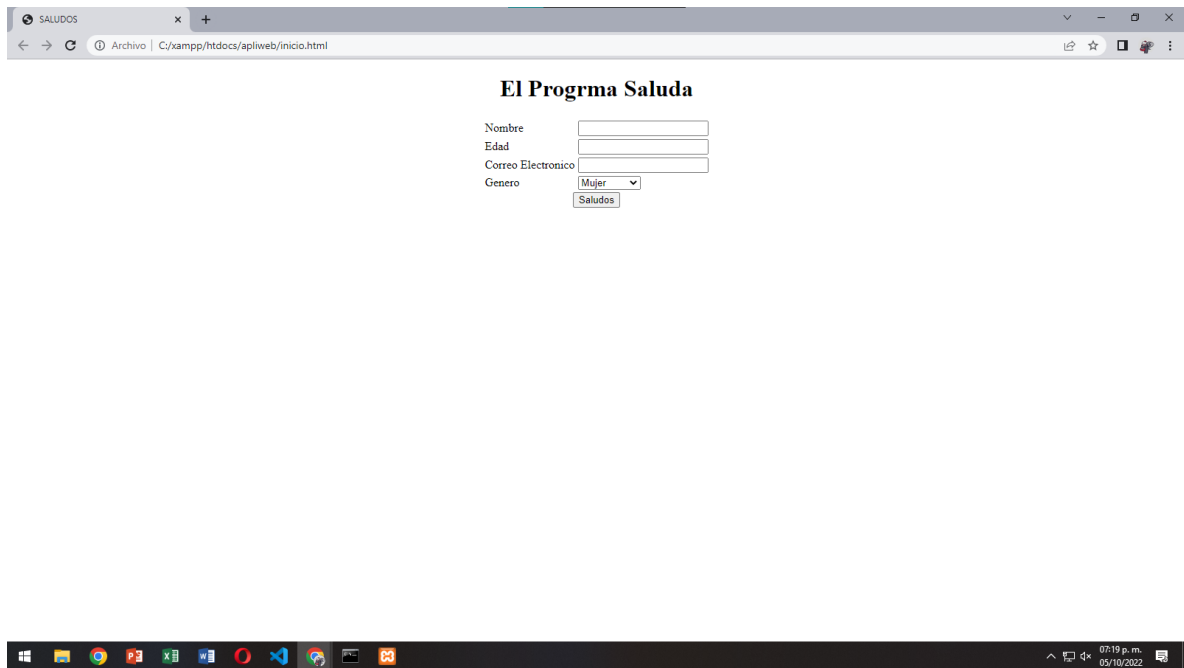 SALUDOS
Archivo C:/xampp/htdocs/apliweb/inicio.html
El Progrma Saluda
Nombre
Edad
Correo Electronico
Genero Mujer
Saludos
07:19 p. m.
05/10/2022